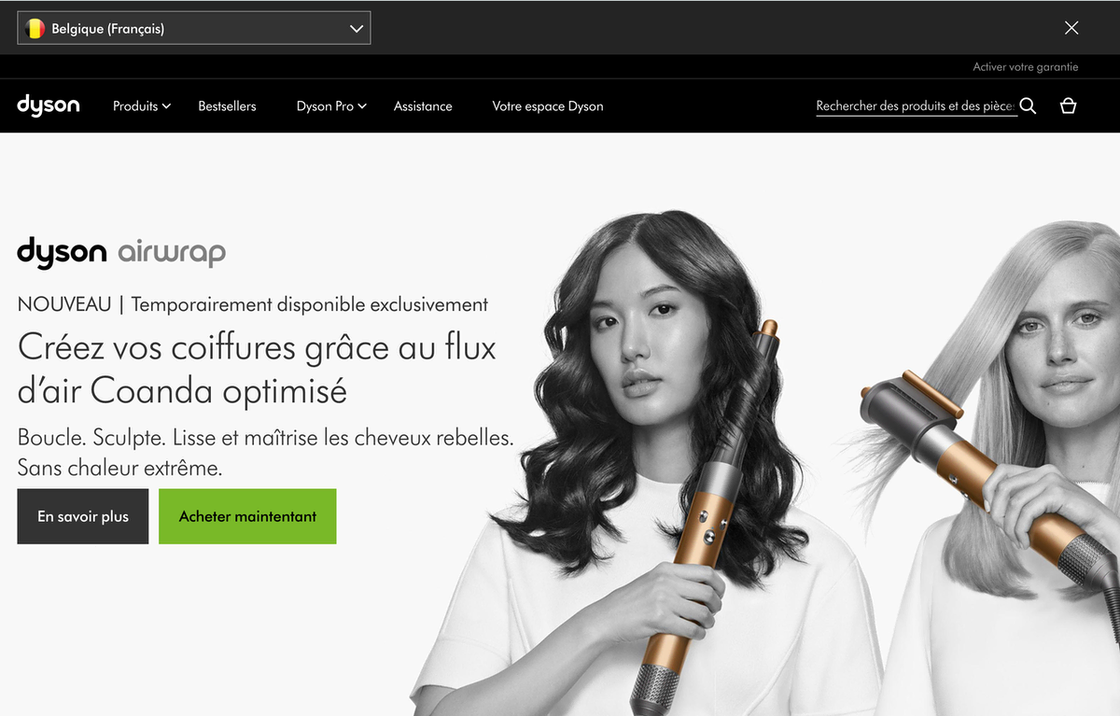 Belgique (Français)
Activer votre garantie
dyson
Produits
Bestsellers
Dyson Pro
Assistance
Votre espace Dyson
Rechercher des produits et des pièces
dyson airwrap
NOUVEAU | Temporairement disponible exclusivement
Créez vos coiffures grâce au flux
d’air Coanda optimisé
Boucle. Sculpte. Lisse et maîtrise les cheveux rebelles.
Sans chaleur extrême.
En savoir plus
Acheter maintentant